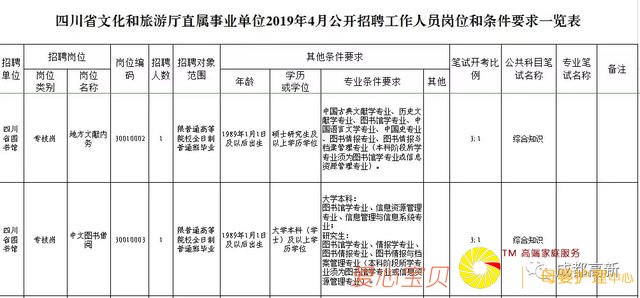 四川省文化和旅游厅直属事业单位2019年4月公开招聘工作人员岗位和条件要求一览表
招聘单位
招聘岗位
岗位类别
岗位名称
岗位编码
招聘人数
招聘对象范围
其他条件要求
年龄
学历或学位
专业条件要求
其他
笔试开考比例
公共科目笔试名称
专业笔试名称
备注
四川省图书馆
专技岗
地方文献内务
30010002
1
限普通高等院校全日制普通班毕业
1989年1月1日及以后出生
硕士研究生及以上学历学位
中国古典文献学专业、历史文献学专业、图书馆学专业、中国语言文学专业、中国史专业、图书情报专业、图书情报与档案管理专业（本科阶段所学专业须为图书馆学专业或信息资源管理专业）。
3:1
综合知识
四川省图书馆
专技岗
中文图书借阅
30010003
1
限普通高等院校全日制普通班毕业
1989年1月1日及以后出生
大学本科（学士）及以上学历学位
大学本科：
图书馆学专业、信息资源管理专业、信息管理与信息系统专业；
研究生：
图书馆学专业、情报学专业、图书情报专业、图书情报与档案管理专业（本科阶段所学专业须为图书馆学专业或信息资源管理专业）
3:1
综合知识
TM 高端家庭服务
成都高新
爱心宝贝
母婴护理中心